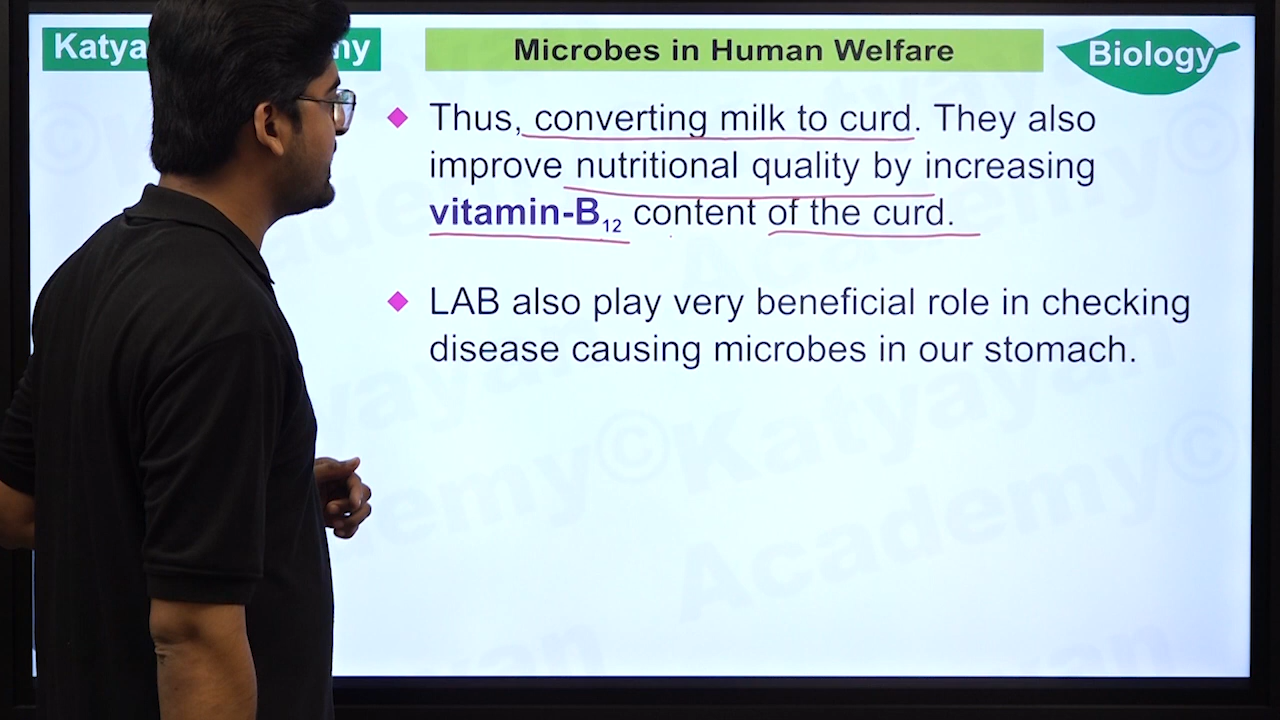 Katya my
Microbes in Human Welfare
Biology
Thus, converting milk to curd. They also
improve nutritional quality by increasing
vitamin-B₁₂ content of the curd.
LAB also play very beneficial role in checking
disease causing microbes in our stomach.
Katyayan
Academy©